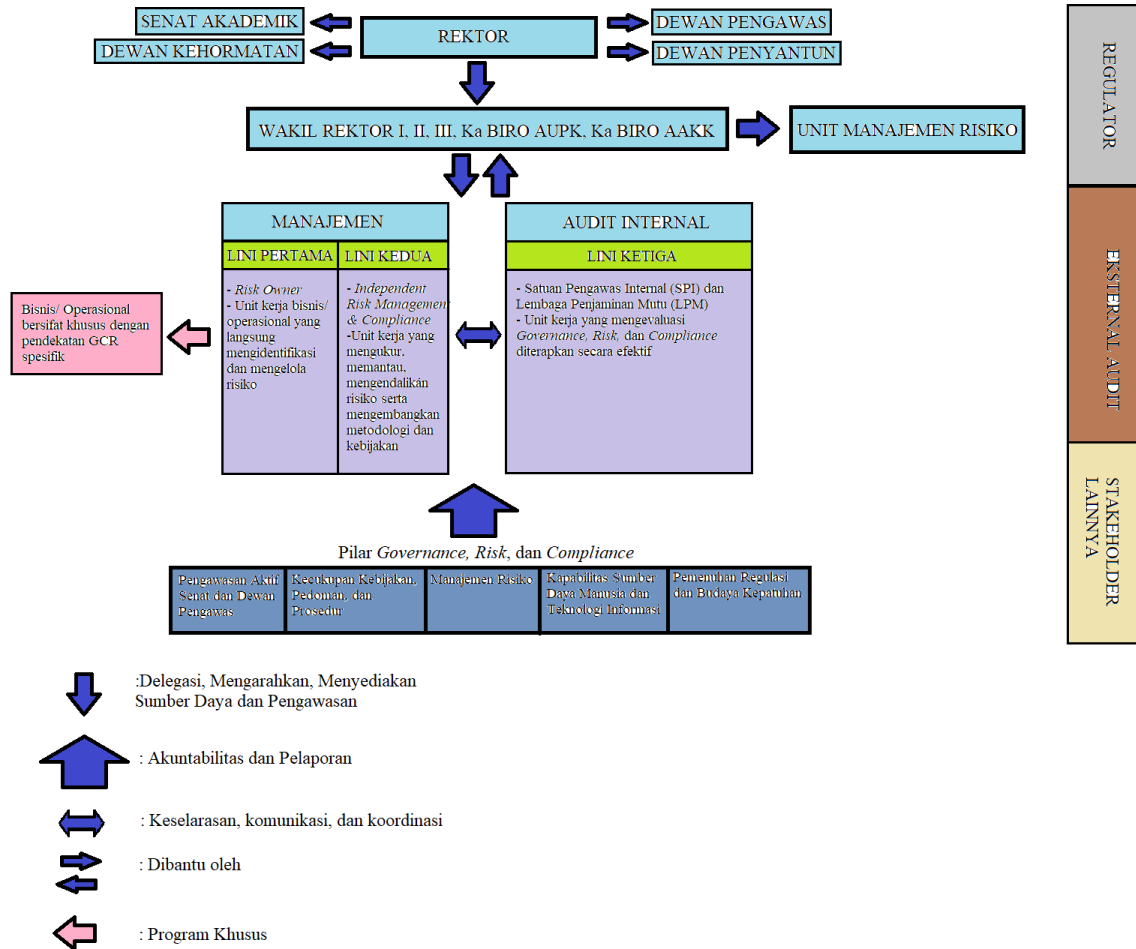 SENAT AKADEMIK
DEWAN KEHORMATAN
REKTOR
DEWAN PENGAWAS
DEWAN PENYANTUN
WAKIL REKTOR I, II, III, Ka BIRO AUPK, Ka BIRO AAKK
UNIT MANAJEMEN RISIKO
MANAJEMEN
LINI PERTAMA
- Risk Owner
- Unit kerja bisnis/
operasional yang
langsung
mengidentifikasi
dan mengelola
risiko
LINI KEDUA
- Independent
Risk Management
& Compliance
-Unit kerja yang
mengukur,
memantau,
mengendalikan
risiko serta
mengembangkan
metodologi dan
kebijakan
AUDIT INTERNAL
LINI KETIGA
- Satuan Pengawas Internal (SPI) dan
Lembaga Penjaminan Mutu (LPM)
- Unit kerja yang mengevaluasi
Governance, Risk, dan Compliance
diterapkan secara efektif
Bisnis/ Operasional
bersifat khusus dengan
pendekatan GCR
spesifik
Pilar Governance, Risk, dan Compliance
Pengawasan Aktif
Senat dan Dewan
Pengawas
Kecukupan Kebijakan,
Pedoman, dan
Prosedur
Manajemen Risiko
Kapabilitas Sumber
Daya Manusia dan
Teknologi Informasi
Pemenuhan Regulasi
dan Budaya Kepatuhan
:Delegasi, Mengarahkan, Menyediakan
Sumber Daya dan Pengawasan
: Akuntabilitas dan Pelaporan
: Keselarasan, komunikasi, dan koordinasi
: Dibantu oleh
: Program Khusus
REGULATOR
EKSTERNAL AUDIT
STAKEHOLDER
LAINNYA